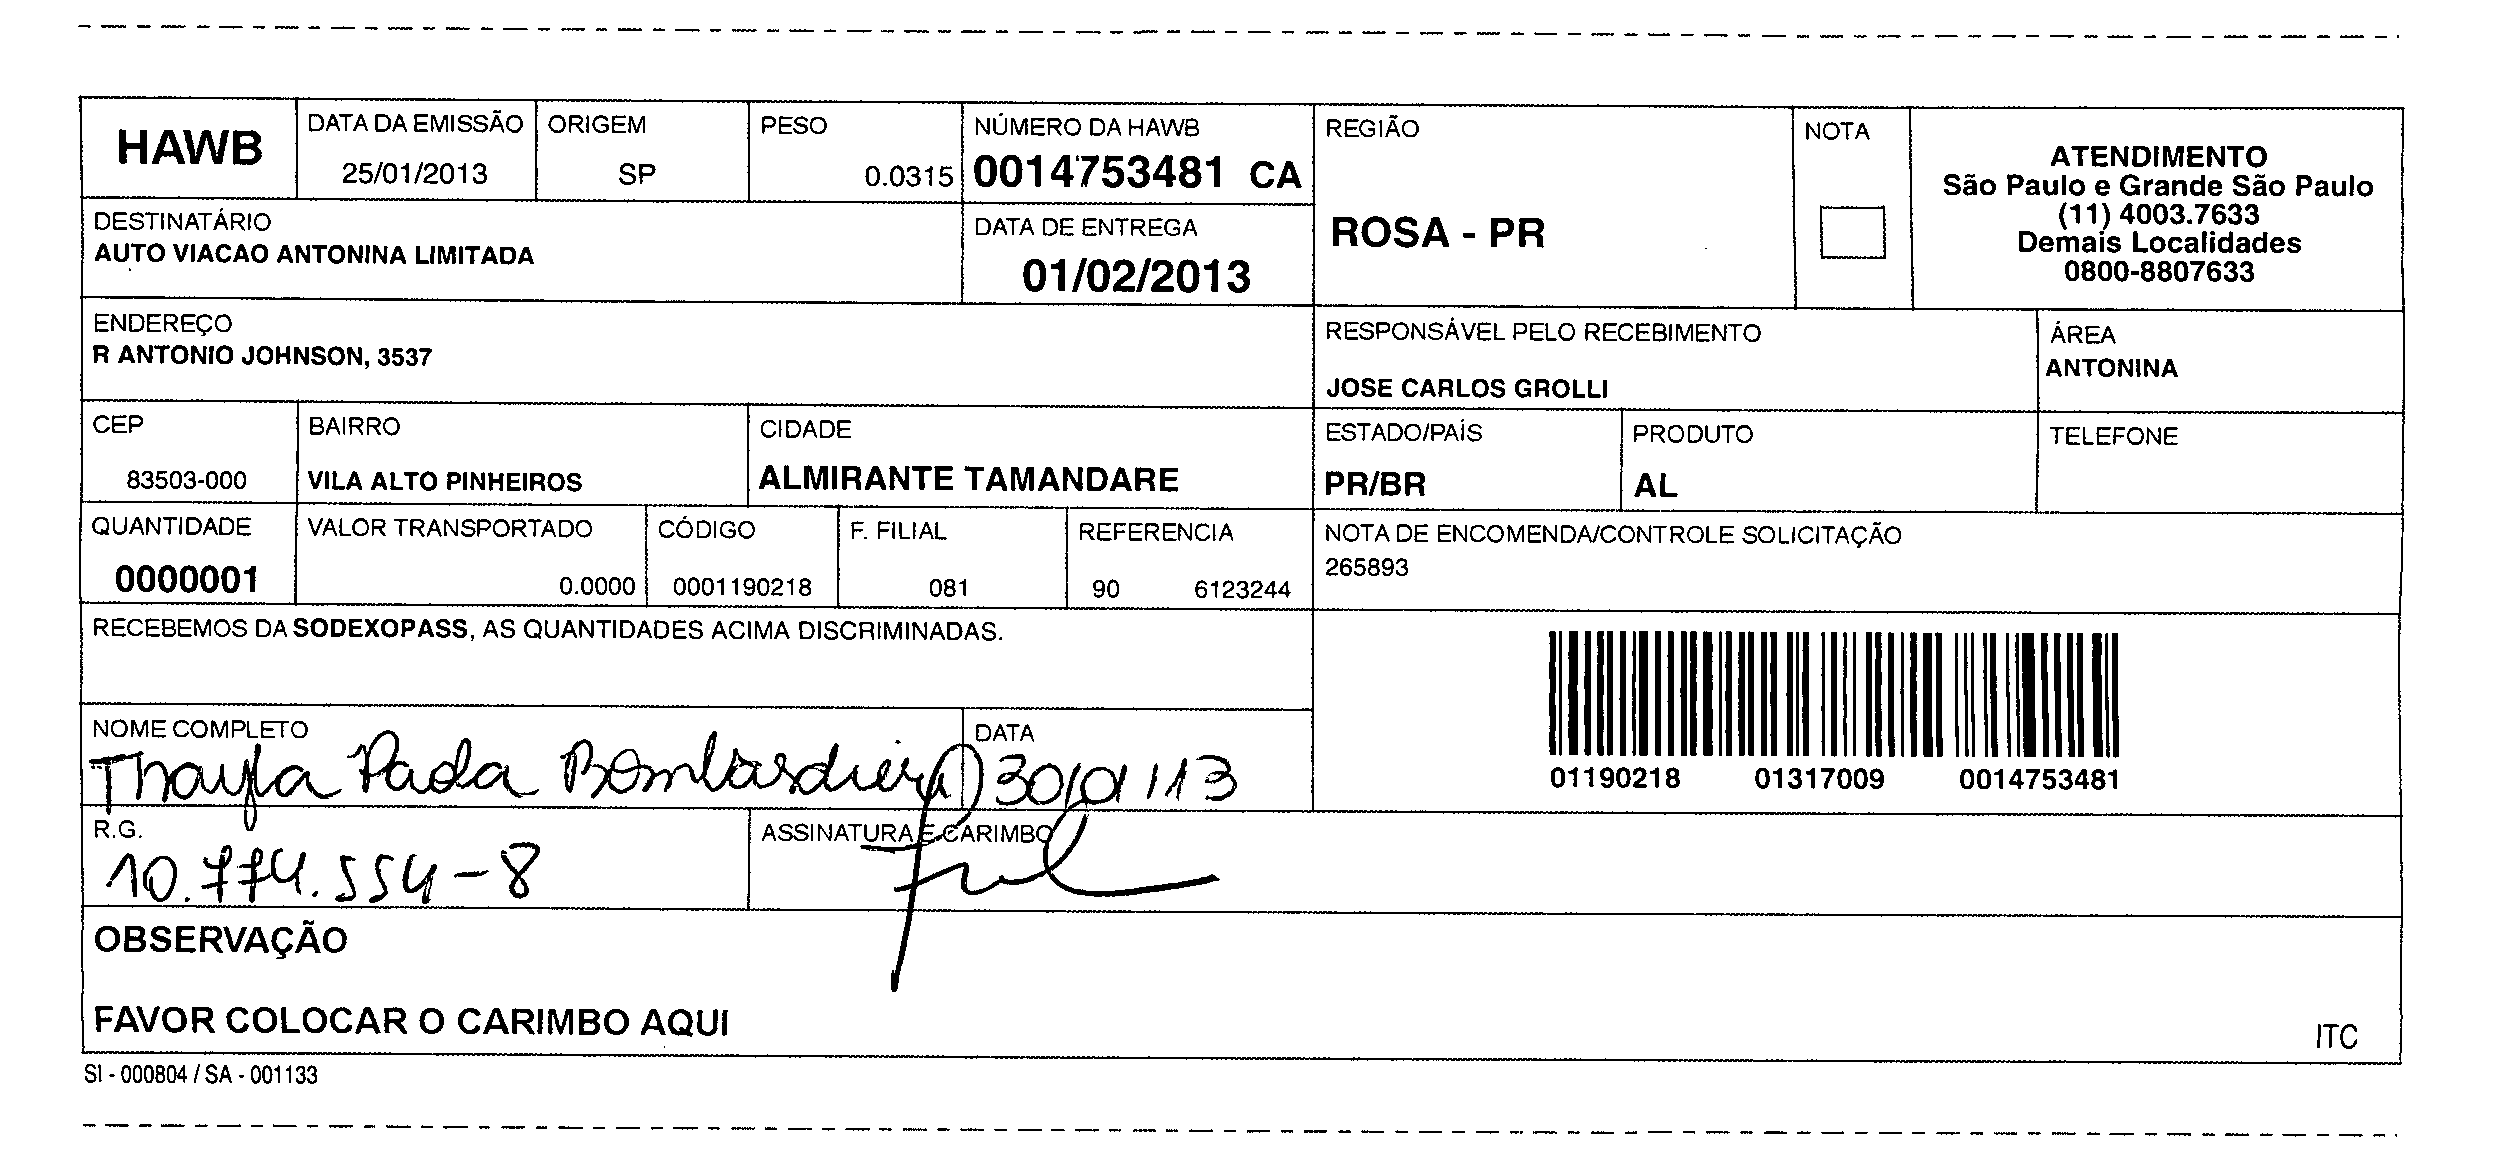 HAWB
DATA DA EMISSÃO
25/01/2013
ORIGEM
SP
PESO
0.0315
NÚMERO DA HAWB
0014753481 CA
REGIÃO
ROSA - PR
NOTA
ATENDIMENTO
São Paulo e Grande São Paulo
(11) 4003.7633
Demais Localidades
0800-8807633
DESTINATÁRIO
AUTO VIACAO ANTONINA LIMITADA
DATA DE ENTREGA
01/02/2013
ENDEREÇO
R ANTONIO JOHNSON, 3537
RESPONSÁVEL PELO RECEBIMENTO
JOSE CARLOS GROLLI
ÁREA
ANTONINA
CEP
83503-000
BAIRRO
VILA ALTO PINHEIROS
CIDADE
ALMIRANTE TAMANDARE
ESTADO/PAÍS
PR/BR
PRODUTO
AL
TELEFONE
QUANTIDADE
0000001
VALOR TRANSPORTADO
0.0000
CÓDIGO
0001190218
F. FILIAL
081
REFERENCIA
90 6123244
NOTA DE ENCOMENDA/CONTROLE SOLICITAÇÃO
265893
RECEBEMOS DA SODEXOPASS, AS QUANTIDADES ACIMA DISCRIMINADAS.
01190218 01317009 0014753481
NOME COMPLETO
Thayla Paola Bombardieri
DATA
30/01/13
R.G.
10.774.554-8
ASSINATURA E CARIMBO
OBSERVAÇÃO
FAVOR COLOCAR O CARIMBO AQUI
ITC
SI - 000804 / SA - 001133